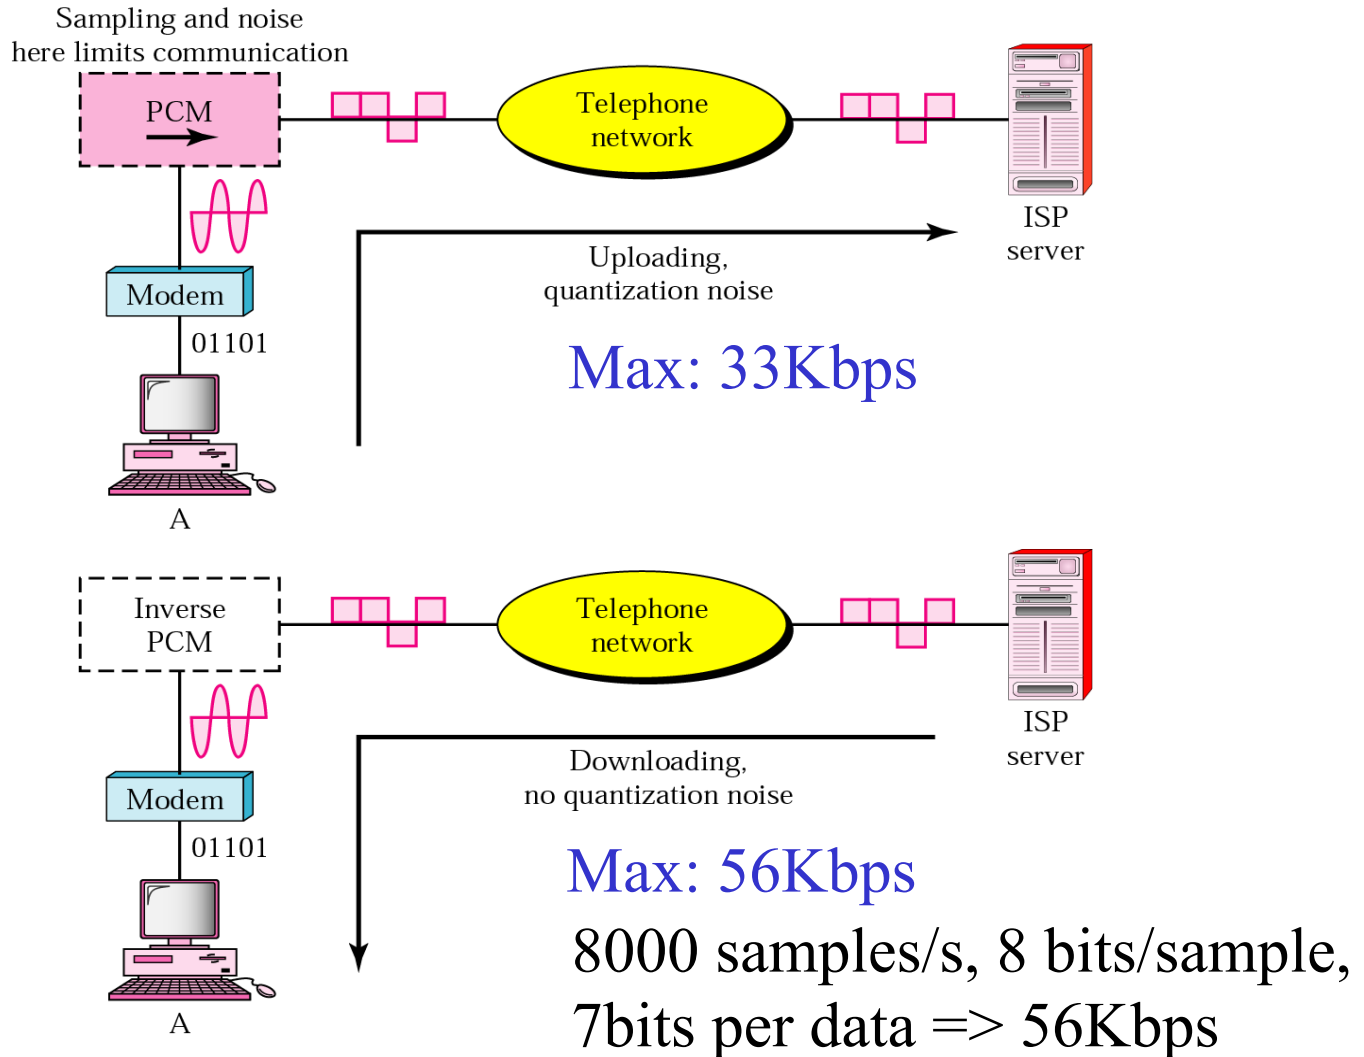 Sampling and noise
here limits communication
PCM
Telephone
network
ISP
server
Uploading,
quantization noise
Modem
01101
Max: 33Kbps
A
Inverse
PCM
Telephone
network
ISP
server
Downloading,
no quantization noise
Modem
01101
Max: 56Kbps
8000 samples/s, 8 bits/sample,
7bits per data => 56Kbps
A